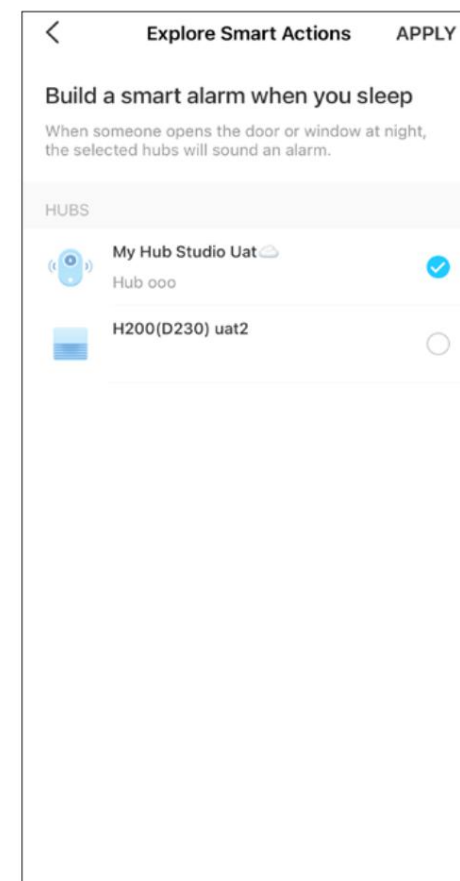 Explore Smart Actions APPLY
Build a smart alarm when you sleep
When someone opens the door or window at night,
the selected hubs will sound an alarm.
HUBS
My Hub Studio Uat☁️
Hub ooo
H200(D230) uat2